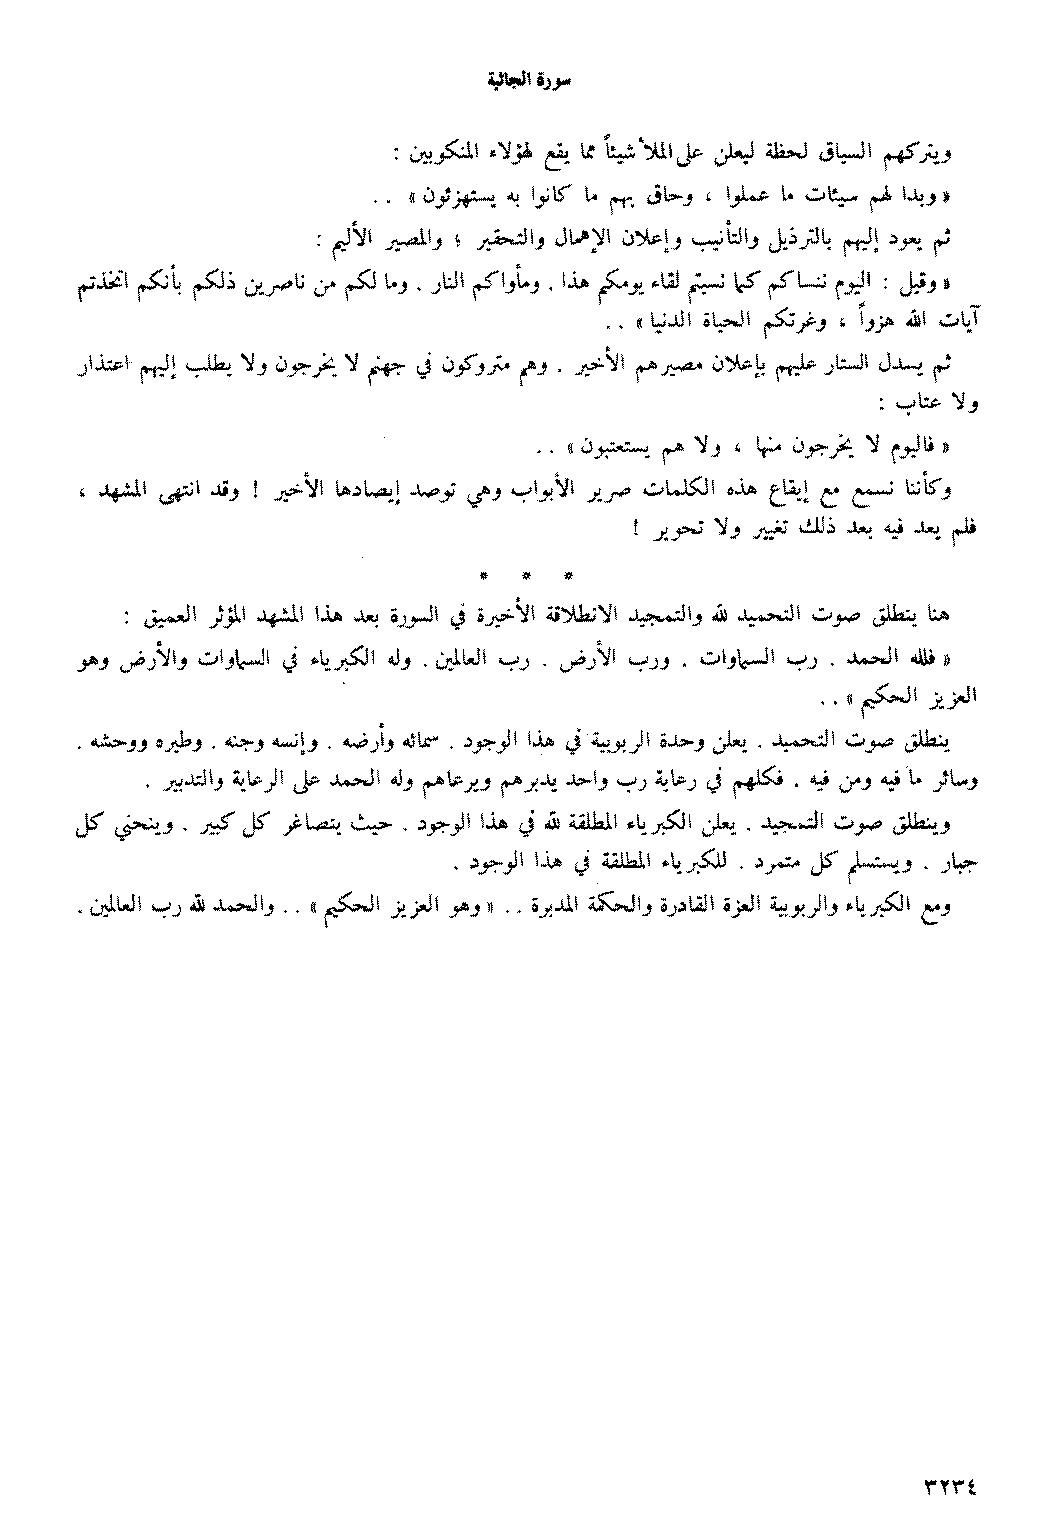 سورة الجاثية
ويتركهم السياق لحظة ليعلن على الملأ شيئاً مما يقع لهؤلاء المنكوبين :
« وبدا لهم سيئات ما عملوا ، وحاق بهم ما كانوا به يستهزئون » . .
ثم يعود إليهم بالترذيل والتأنيب وإعلان الإهمال والتحقير ؛ والمصير الأليم :
« وقيل : اليوم ننساكم كما نسيتم لقاء يومكم هذا . ومأواكم النار . وما لكم من ناصرين ذلكم بأنكم اتخذتم
آيات الله هزواً ، وغرتكم الحياة الدنيا » . .
ثم يسدل الستار عليهم بإعلان مصيرهم الأخير . وهم متروكون في جهنم لا يخرجون ولا يطلب إليهم اعتذار
ولا عتاب :
« فاليوم لا يخرجون منها ، ولا هم يستعتبون » . .
وكأننا نسمع مع إيقاع هذه الكلمات صرير الأبواب وهي توصد إيصادها الأخير ! وقد انتهى المشهد ،
فلم يعد فيه بعد ذلك تغيير ولا تحوير !
* * *
هنا ينطلق صوت التحميد لله والتمجيد الانطلاقة الأخيرة في السورة بعد هذا المشهد المؤثر العميق :
« فلله الحمد . رب السماوات . ورب الأرض . رب العالمين . وله الكبرياء في السماوات والأرض وهو
العزيز الحكيم » . .
ينطلق صوت التحميد . يعلن وحدة الربوبية في هذا الوجود . سمائه وأرضه . وإنسه وجنه . وطيره ووحشه .
وسائر ما فيه ومن فيه . فكلهم في رعاية رب واحد يدبرهم ويرعاهم وله الحمد على الرعاية والتدبير .
وينطلق صوت التمجيد . يعلن الكبرياء المطلقة لله في هذا الوجود . حيث يتصاغر كل كبير . وينحني كل
جبار . ويستسلم كل متمرد . للكبرياء المطلقة في هذا الوجود .
ومع الكبرياء والربوبية العزة القادرة والحكمة المدبرة . . « وهو العزيز الحكيم » . . والحمد لله رب العالمين .
٣٢٣٤